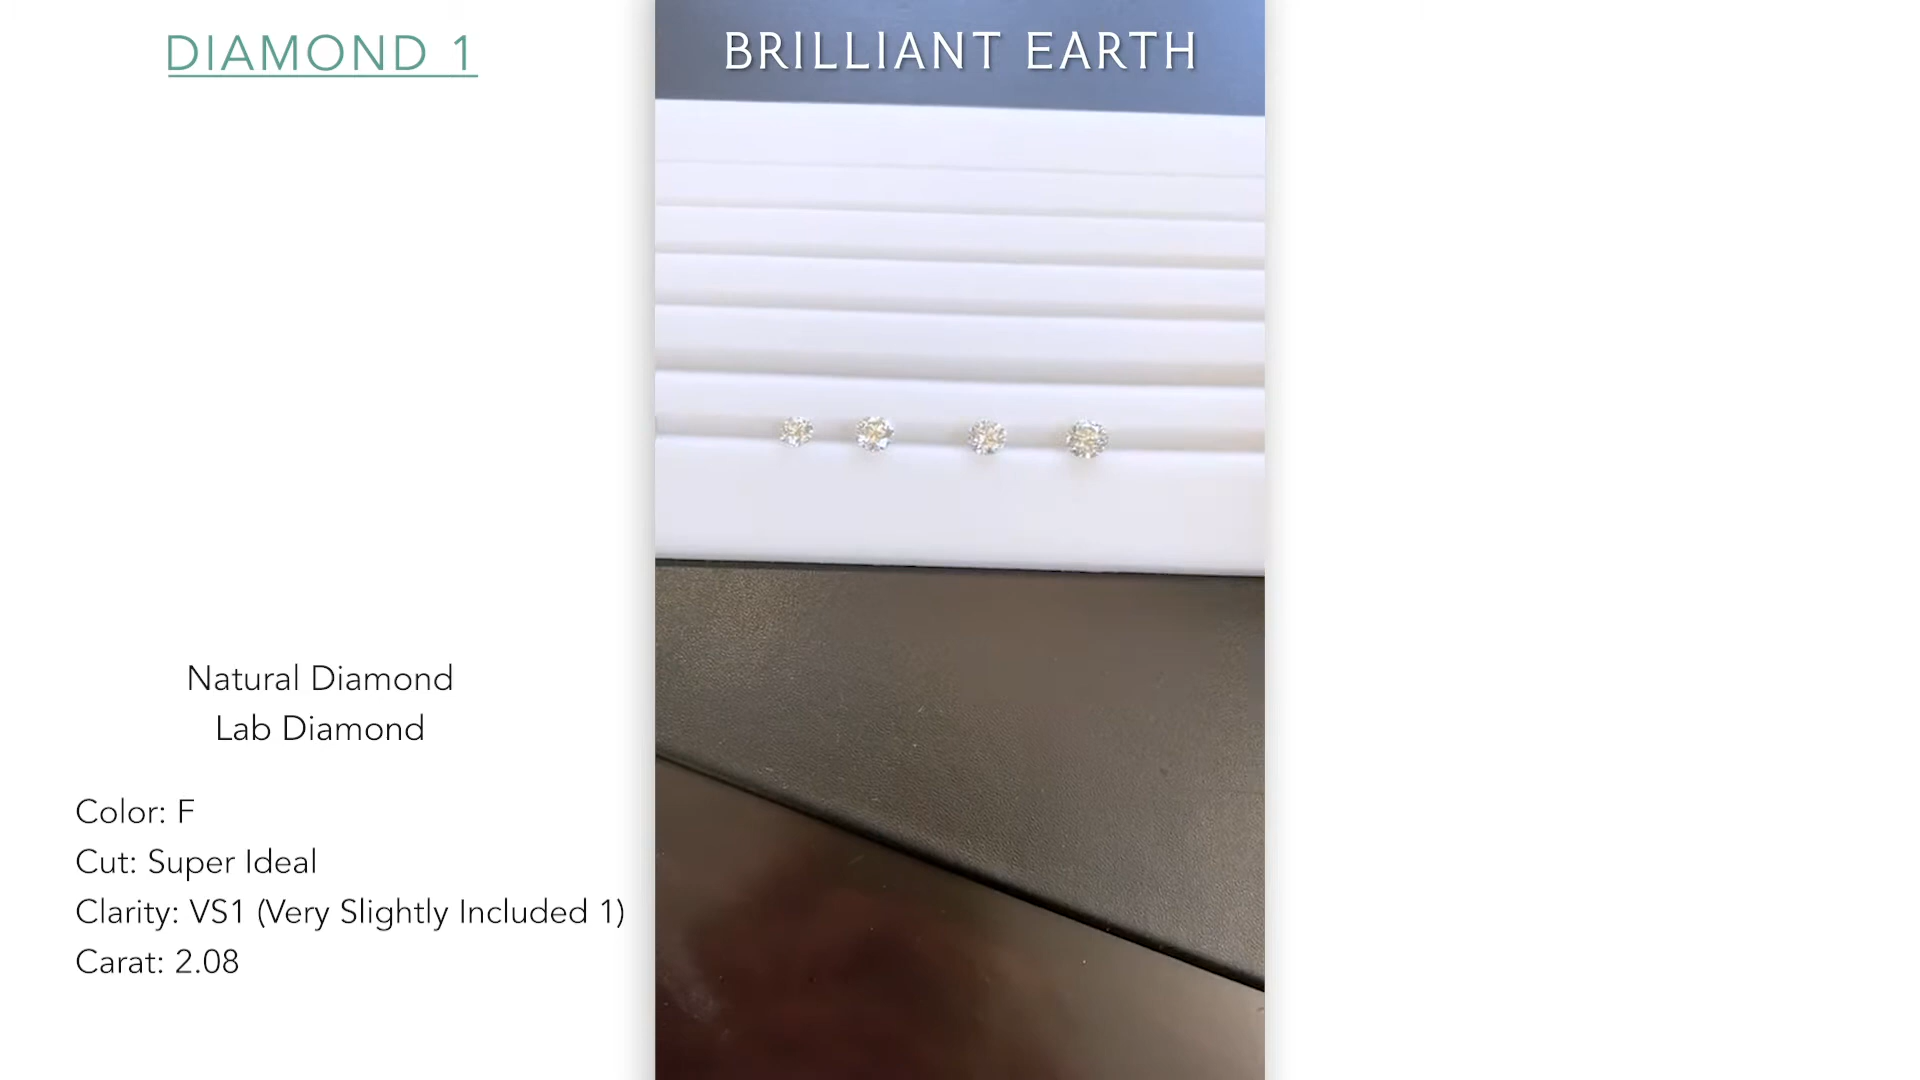 DIAMOND 1
BRILLIANT EARTH
Natural Diamond
Lab Diamond
Color: F
Cut: Super Ideal
Clarity: VS1 (Very Slightly Included 1)
Carat: 2.08